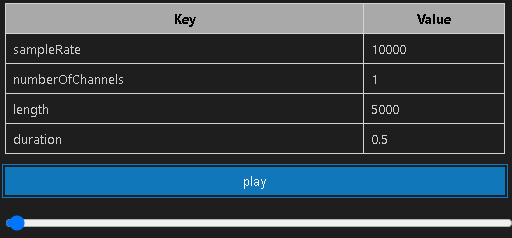 Key Value
sampleRate 10000
numberOfChannels 1
length 5000
duration 0.5
play